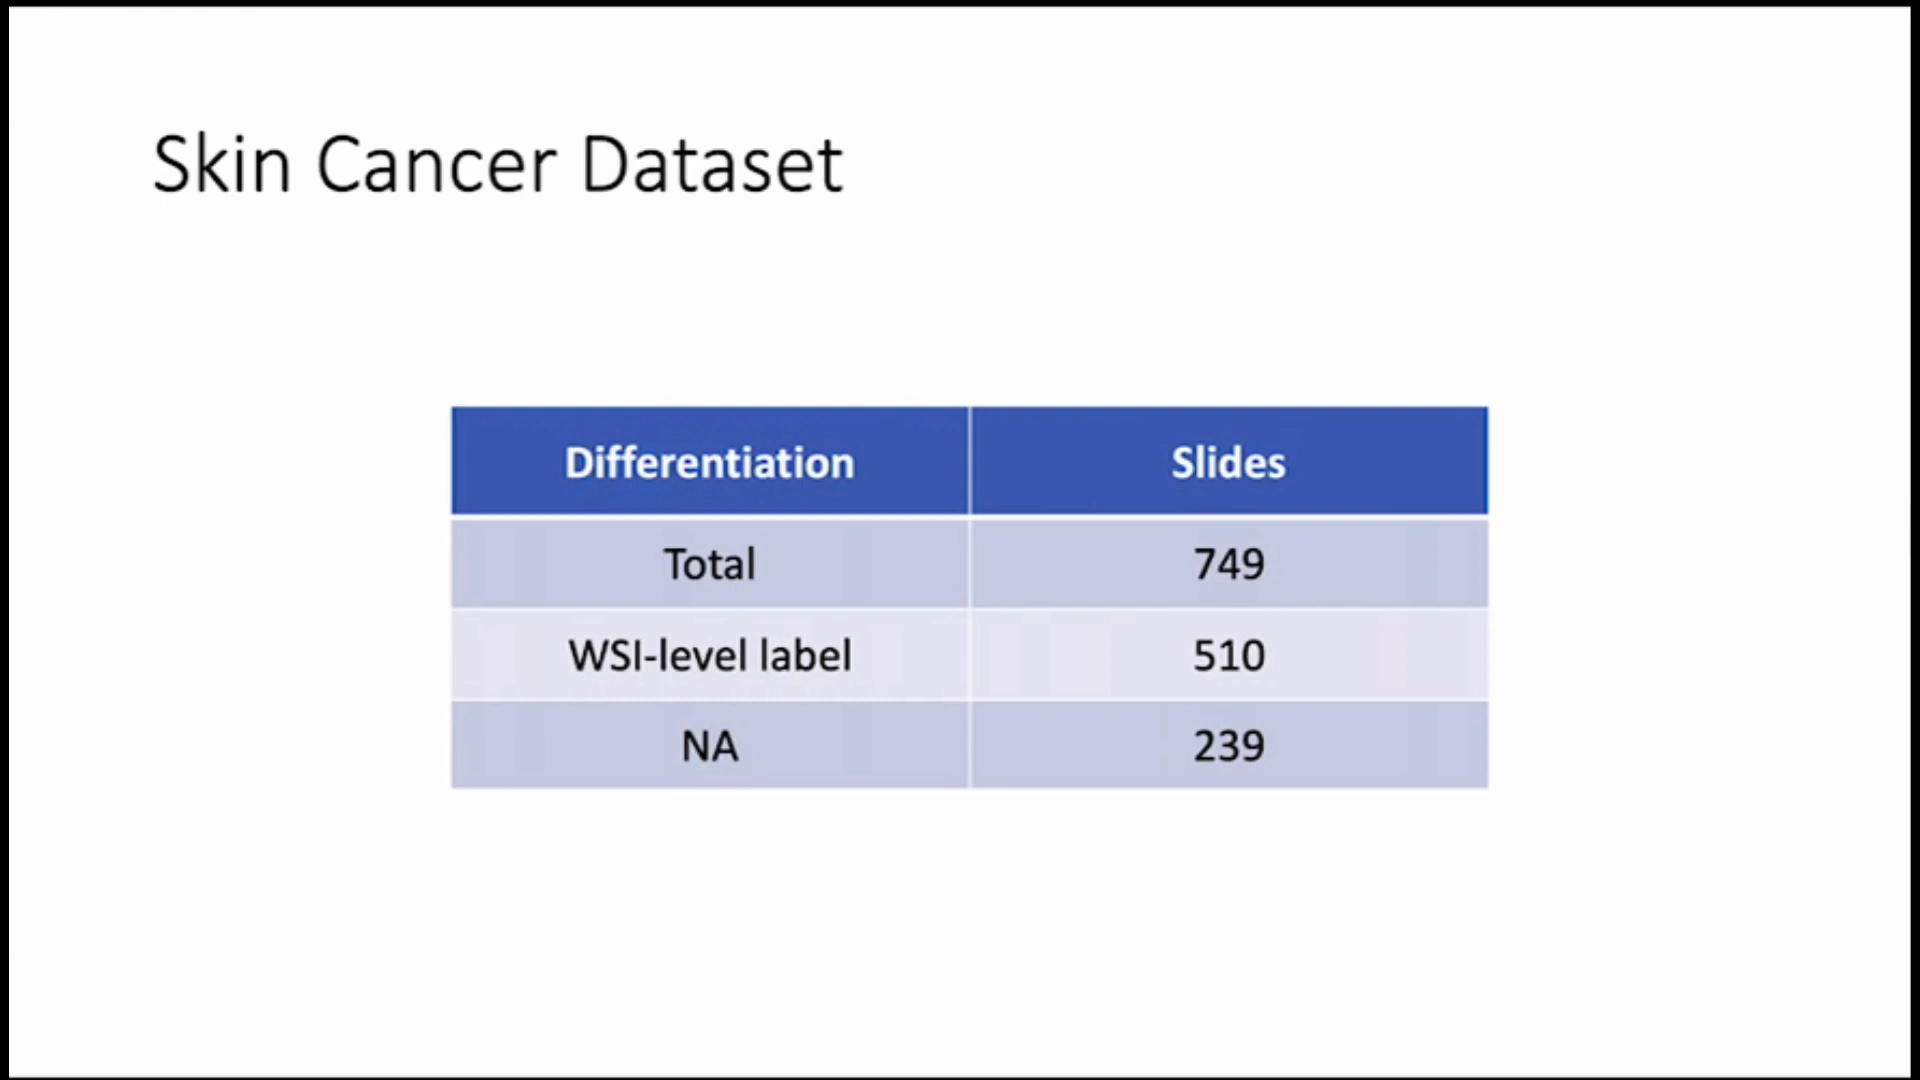 Skin Cancer Dataset
Differentiation Slides
Total 749
WSI-level label 510
NA 239